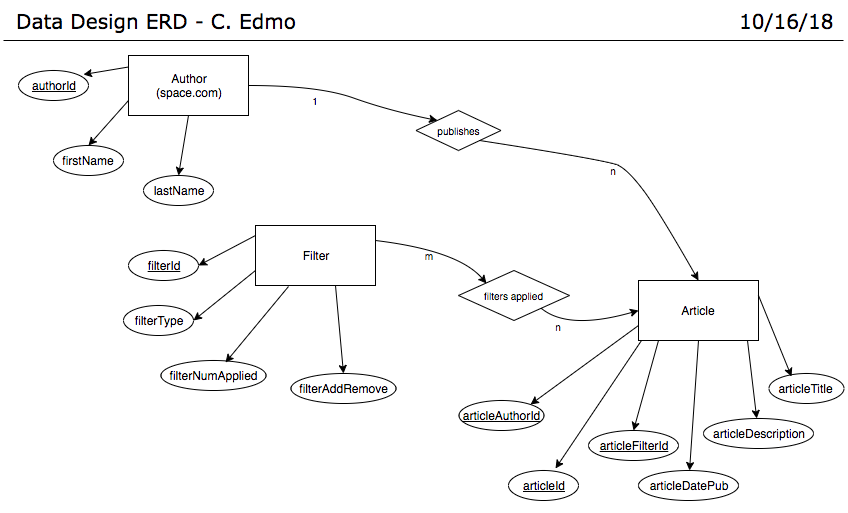 Data Design ERD - C. Edmo
10/16/18
Author
(space.com)
authorId
1
publishes
firstName
n
lastName
Filter
m
filterId
filters applied
Article
filterType
n
filterNumApplied
filterAddRemove
articleTitle
articleAuthorId
articleDescription
articleFilterId
articleId
articleDatePub